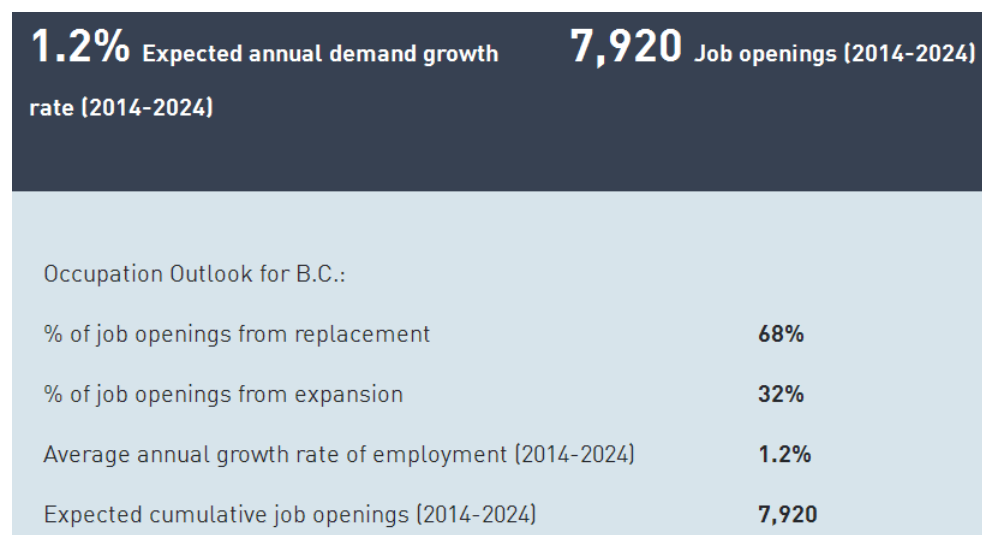 1.2% Expected annual demand growth
rate (2014-2024)
7,920 Job openings (2014-2024)
Occupation Outlook for B.C.:
% of job openings from replacement 68%
% of job openings from expansion 32%
Average annual growth rate of employment (2014-2024) 1.2%
Expected cumulative job openings (2014-2024) 7,920